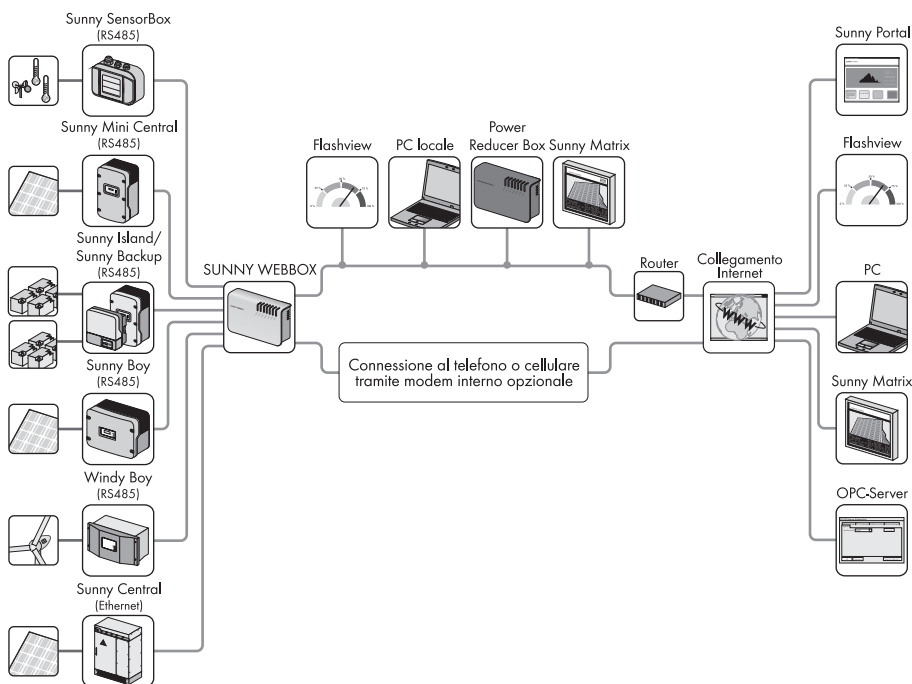 Sunny SensorBox
(RS485)
Sunny Mini Central
(RS485)
Sunny Island/
Sunny Backup
(RS485)
Sunny Boy
(RS485)
Windy Boy
(RS485)
Sunny Central
(Ethernet)
SUNNY WEBBOX
Flashview
PC locale
Power
Reducer Box
Sunny Matrix
Connessione al telefono o cellulare
tramite modem interno opzionale
Router
Collegamento
Internet
WWW
Sunny Portal
Flashview
PC
Sunny Matrix
OPC-Server